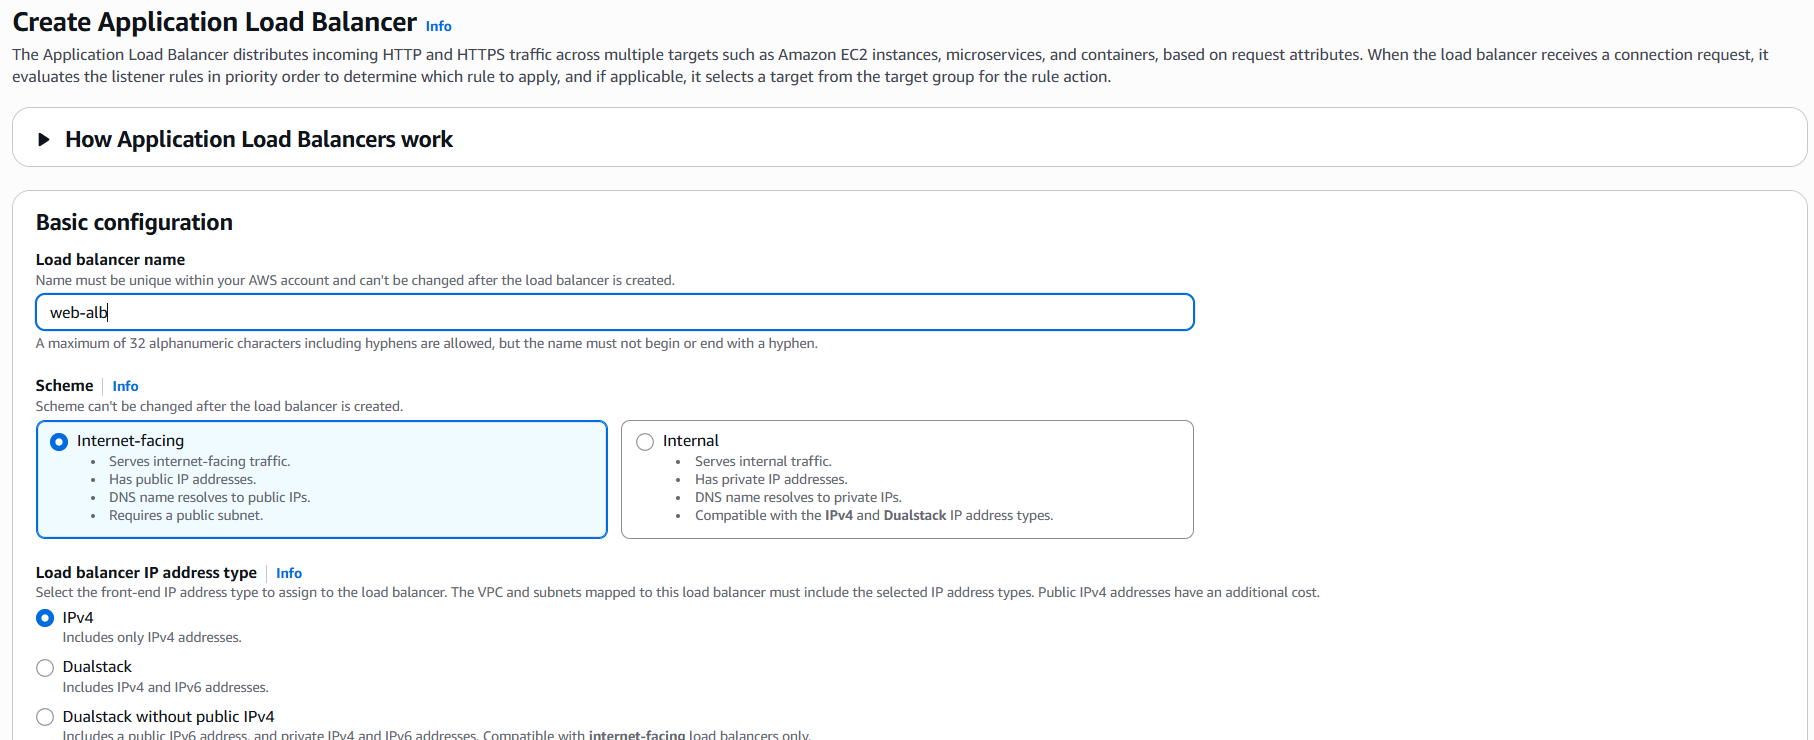 Create Application Load Balancer Info
The Application Load Balancer distributes incoming HTTP and HTTPS traffic across multiple targets such as Amazon EC2 instances, microservices, and containers, based on request attributes. When the load balancer receives a connection request, it
evaluates the listener rules in priority order to determine which rule to apply, and if applicable, it selects a target from the target group for the rule action.
How Application Load Balancers work
Basic configuration
Load balancer name
Name must be unique within your AWS account and can't be changed after the load balancer is created.
web-alb
A maximum of 32 alphanumeric characters including hyphens are allowed, but the name must not begin or end with a hyphen.
Scheme Info
Scheme can't be changed after the load balancer is created.
Internet-facing
• Serves internet-facing traffic.
• Has public IP addresses.
• DNS name resolves to public IPs.
• Requires a public subnet.
Internal
• Serves internal traffic.
• Has private IP addresses.
• DNS name resolves to private IPs.
• Compatible with the IPv4 and Dualstack IP address types.
Load balancer IP address type Info
Select the front-end IP address type to assign to the load balancer. The VPC and subnets mapped to this load balancer must include the selected IP address types. Public IPv4 addresses have an additional cost.
IPv4
Includes only IPv4 addresses.
Dualstack
Includes IPv4 and IPv6 addresses.
Dualstack without public IPv4
Includes a public IPv6 address, and private IPv4 and IPv6 addresses. Compatible with internet-facing load balancers only.